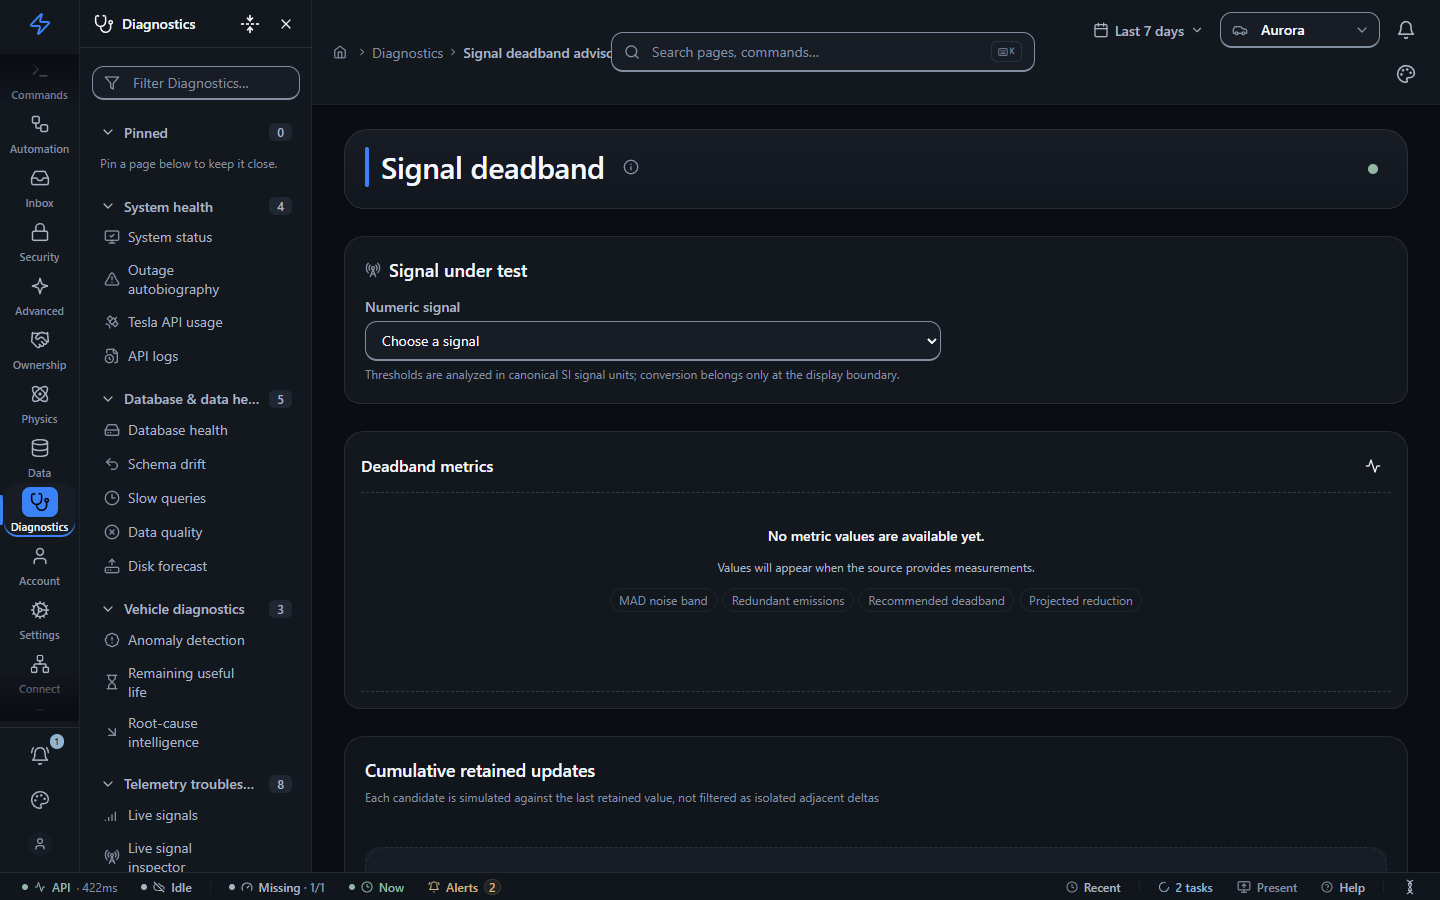 Commands
Automation
Inbox
Security
Advanced
Ownership
Physics
Data
Diagnostics
Account
Settings
Connect
1
Diagnostics
Filter Diagnostics...
Pinned 0
Pin a page below to keep it close.
System health 4
System status
Outage
autobiography
Tesla API usage
API logs
Database & data he... 5
Database health
Schema drift
Slow queries
Data quality
Disk forecast
Vehicle diagnostics 3
Anomaly detection
Remaining useful
life
Root-cause
intelligence
Telemetry troubles... 8
Live signals
Live signal
inspector
Diagnostics
Signal deadband adviso
Search pages, commands...
K
Last 7 days
Aurora
Signal deadband
Signal under test
Numeric signal
Choose a signal
Thresholds are analyzed in canonical SI signal units; conversion belongs only at the display boundary.
Deadband metrics
No metric values are available yet.
Values will appear when the source provides measurements.
MAD noise band
Redundant emissions
Recommended deadband
Projected reduction
Cumulative retained updates
Each candidate is simulated against the last retained value, not filtered as isolated adjacent deltas
API · 422ms
Idle
Missing · 1/1
Now
Alerts 2
Recent
2 tasks
Present
Help